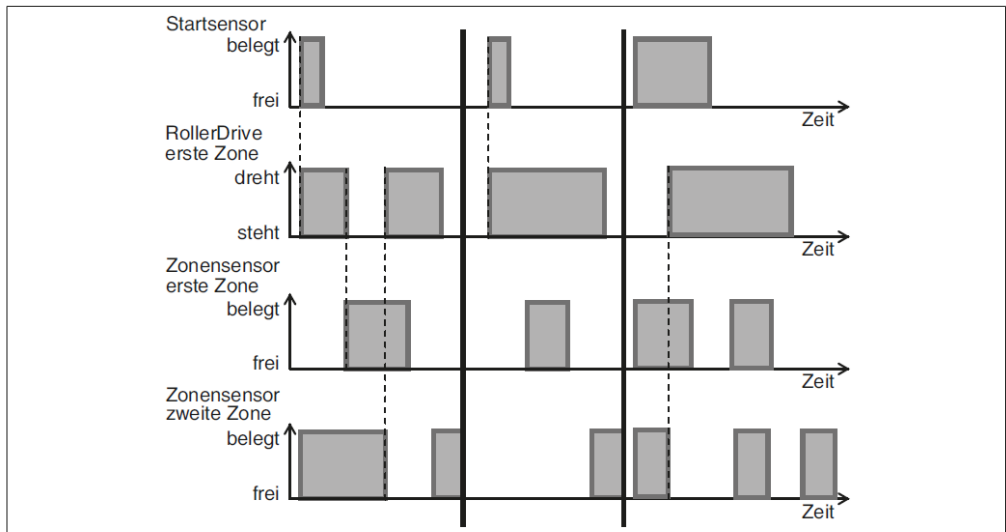 Startsensor
belegt
frei
Zeit
RollerDrive
erste Zone
dreht
steht
Zeit
Zonensensor
erste Zone
belegt
frei
Zeit
Zonensensor
zweite Zone
belegt
frei
Zeit